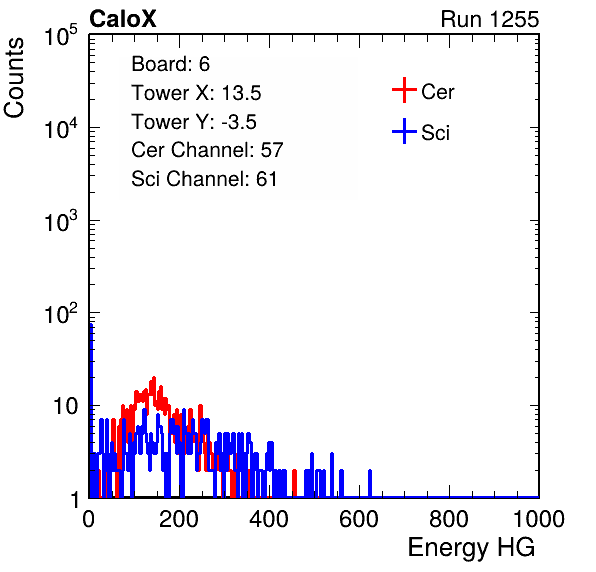 CaloX Run 1255
Counts
Board: 6
Tower X: 13.5
Tower Y: -3.5
Cer Channel: 57
Sci Channel: 61
Cer
Sci
10^5
10^4
10^3
10^2
10
1
0 200 400 600 800 1000
Energy HG